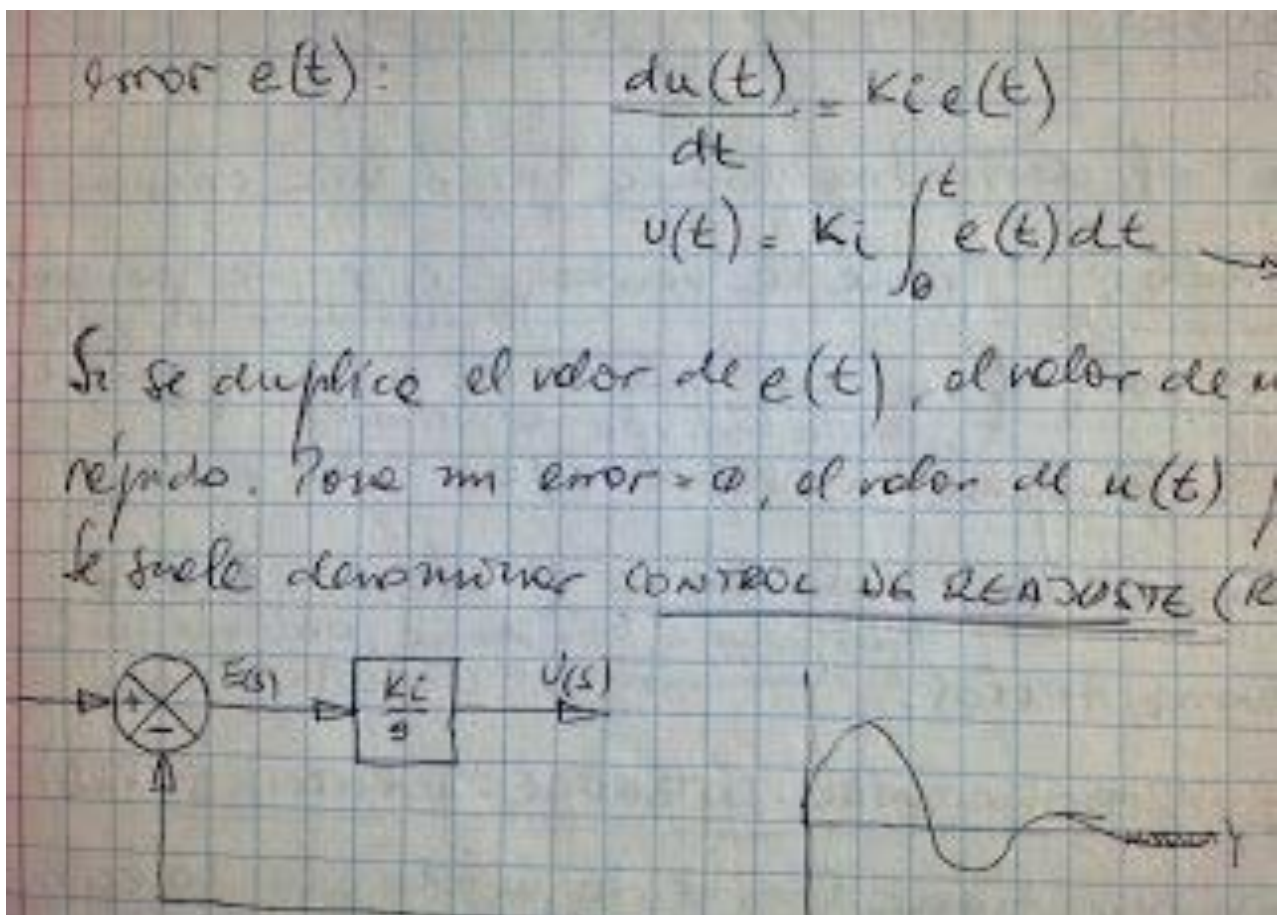 error e(t):
du(t)/dt = Ki e(t)
u(t) = Ki ∫₀ᵗ e(t) dt
Si se duplica el valor de e(t), el valor de u
rápido. Para un error = 0, el valor de u(t)
se suele denominar CONTROL DE REAJUSTE (R
+ - E(s) Ki/s U(s)